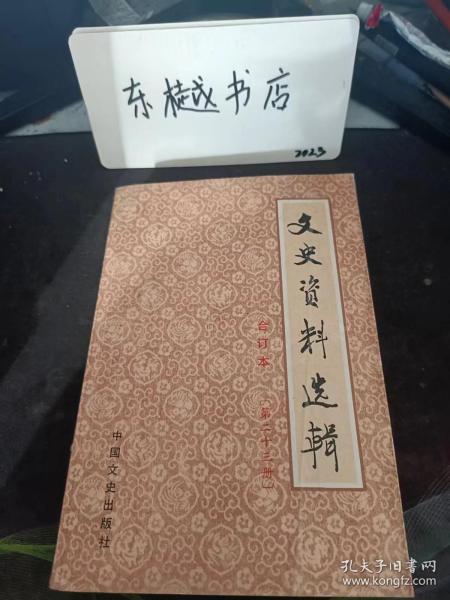 东樾书店
2023
文史资料选輯
合订本
〔第二十三册〕
中国文史出版社
孔夫子旧书网
www.kongfz.com